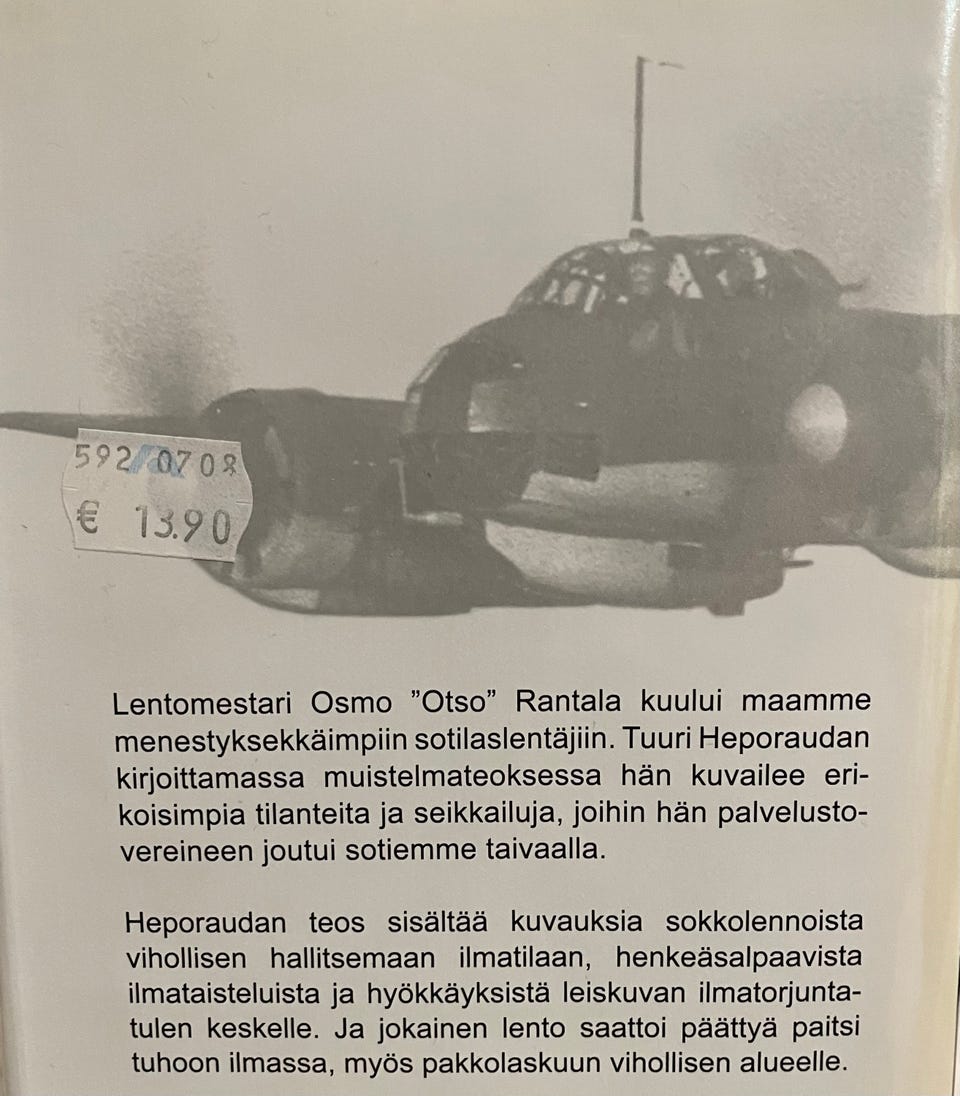 592 0708
€ 13.90
Lentomestari Osmo ”Otso” Rantala kuului maamme
menestyksekkäimpiin sotilaslentäjiin. Tuuri Heporaudan
kirjoittamassa muistelmateoksessa hän kuvailee eri-
koisimpia tilanteita ja seikkailuja, joihin hän palvelusto-
vereineen joutui sotiemme taivaalla.
Heporaudan teos sisältää kuvauksia sokkolennoista
vihollisen hallitsemaan ilmatilaan, henkeäsalpaavista
ilmataisteluista ja hyökkäyksistä leiskuvan ilmatorjunta-
tulen keskelle. Ja jokainen lento saattoi päättyä paitsi
tuhoon ilmassa, myös pakkolaskuun vihollisen alueelle.